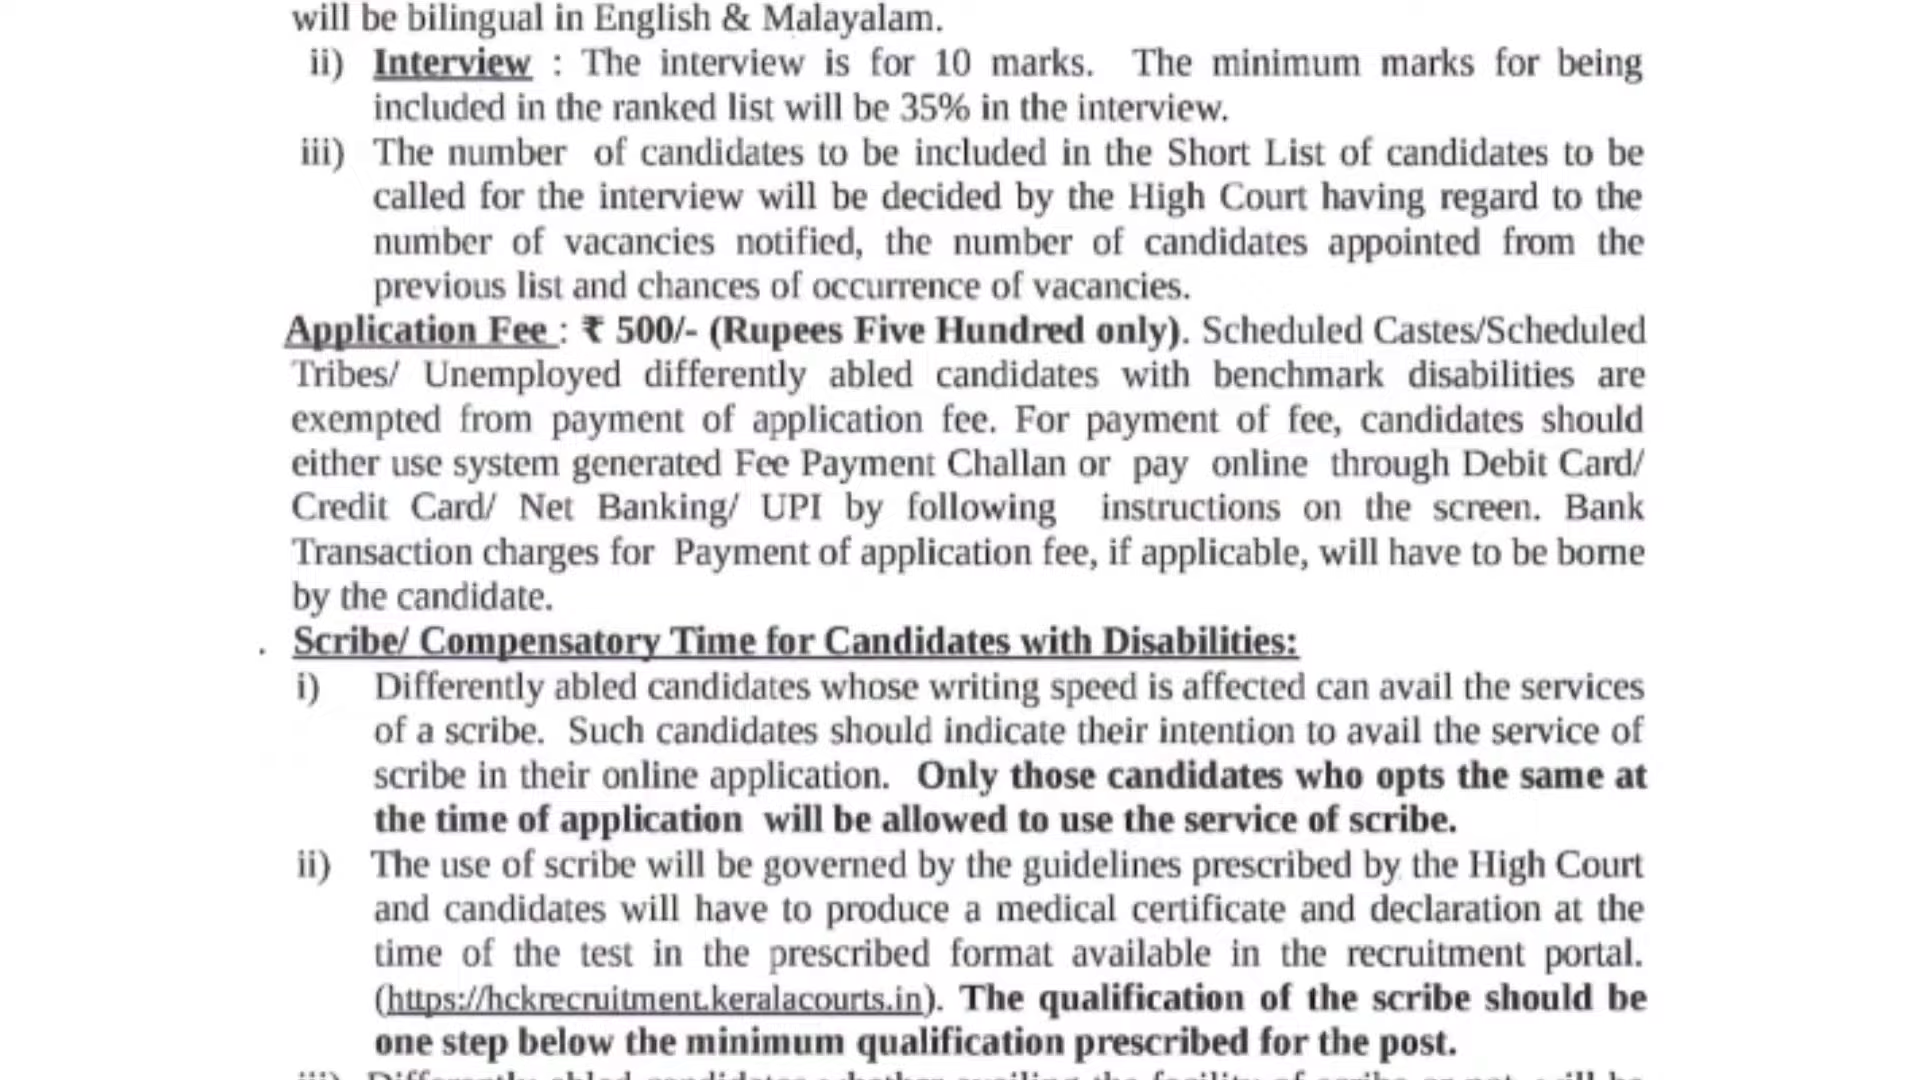 will be bilingual in English & Malayalam.
ii) Interview : The interview is for 10 marks. The minimum marks for being
included in the ranked list will be 35% in the interview.
iii) The number of candidates to be included in the Short List of candidates to be
called for the interview will be decided by the High Court having regard to the
number of vacancies notified, the number of candidates appointed from the
previous list and chances of occurrence of vacancies.
Application Fee : ₹ 500/- (Rupees Five Hundred only). Scheduled Castes/Scheduled
Tribes/ Unemployed differently abled candidates with benchmark disabilities are
exempted from payment of application fee. For payment of fee, candidates should
either use system generated Fee Payment Challan or pay online through Debit Card/
Credit Card/ Net Banking/ UPI by following instructions on the screen. Bank
Transaction charges for Payment of application fee, if applicable, will have to be borne
by the candidate.
. Scribe/ Compensatory Time for Candidates with Disabilities:
i) Differently abled candidates whose writing speed is affected can avail the services
of a scribe. Such candidates should indicate their intention to avail the service of
scribe in their online application. Only those candidates who opts the same at
the time of application will be allowed to use the service of scribe.
ii) The use of scribe will be governed by the guidelines prescribed by the High Court
and candidates will have to produce a medical certificate and declaration at the
time of the test in the prescribed format available in the recruitment portal.
(https://hckrecruitment.keralacourts.in). The qualification of the scribe should be
one step below the minimum qualification prescribed for the post.
iii) Differently abled candidates whether availing the facility of scribe or not, will be